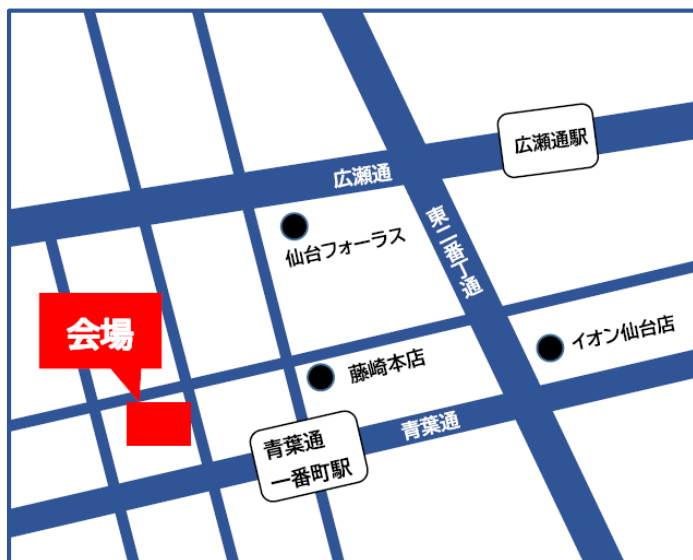 広瀬通駅
広瀬通
仙台フォーラス
東二番丁通
会場
イオン仙台店
藤崎本店
青葉通
青葉通
一番町駅